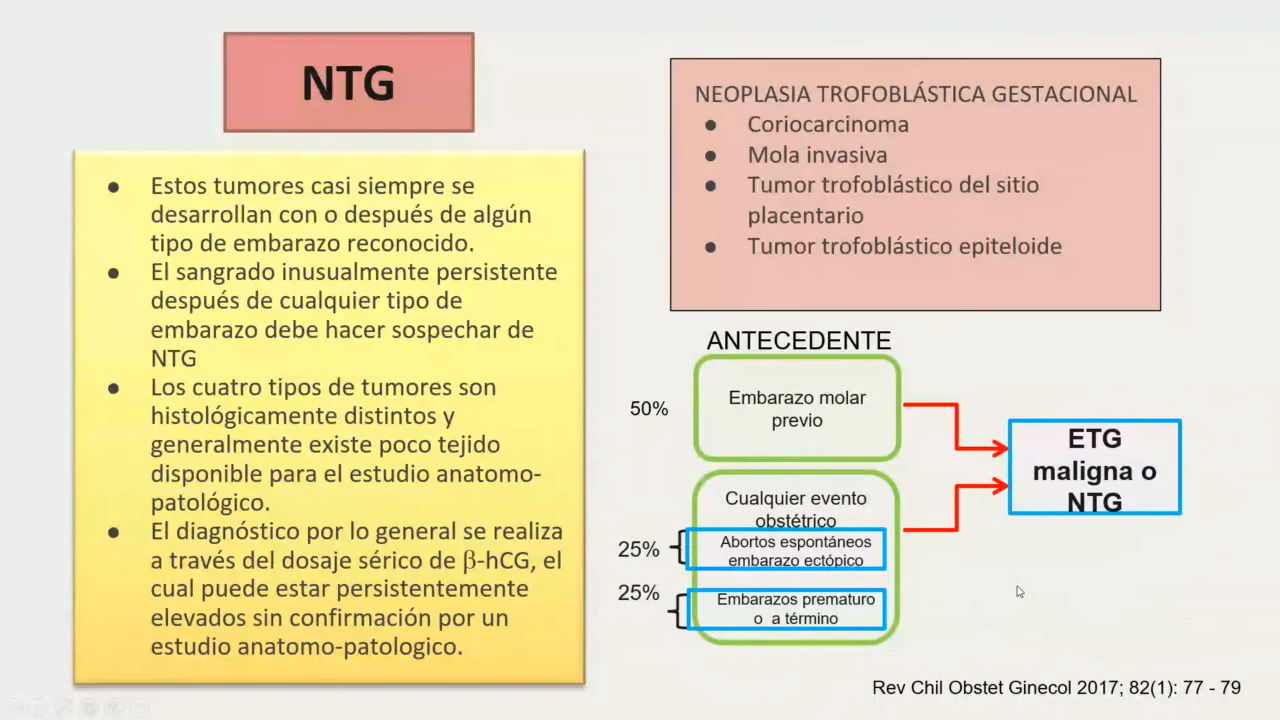 NTG
● Estos tumores casi siempre se
desarrollan con o después de algún
tipo de embarazo reconocido.
● El sangrado inusualmente persistente
después de cualquier tipo de
embarazo debe hacer sospechar de
NTG
● Los cuatro tipos de tumores son
histológicamente distintos y
generalmente existe poco tejido
disponible para el estudio anatomo-
patológico.
● El diagnóstico por lo general se realiza
a través del dosaje sérico de β-hCG, el
cual puede estar persistentemente
elevados sin confirmación por un
estudio anatomo-patologico.
NEOPLASIA TROFOBLÁSTICA GESTACIONAL
● Coriocarcinoma
● Mola invasiva
● Tumor trofoblástico del sitio
placentario
● Tumor trofoblástico epiteloide
ANTECEDENTE
50%
Embarazo molar
previo
Cualquier evento
obstétrico
25%
Abortos espontáneos
embarazo ectópico
25%
Embarazos prematuro
o a término
ETG
maligna o
NTG
Rev Chil Obstet Ginecol 2017; 82(1): 77 - 79